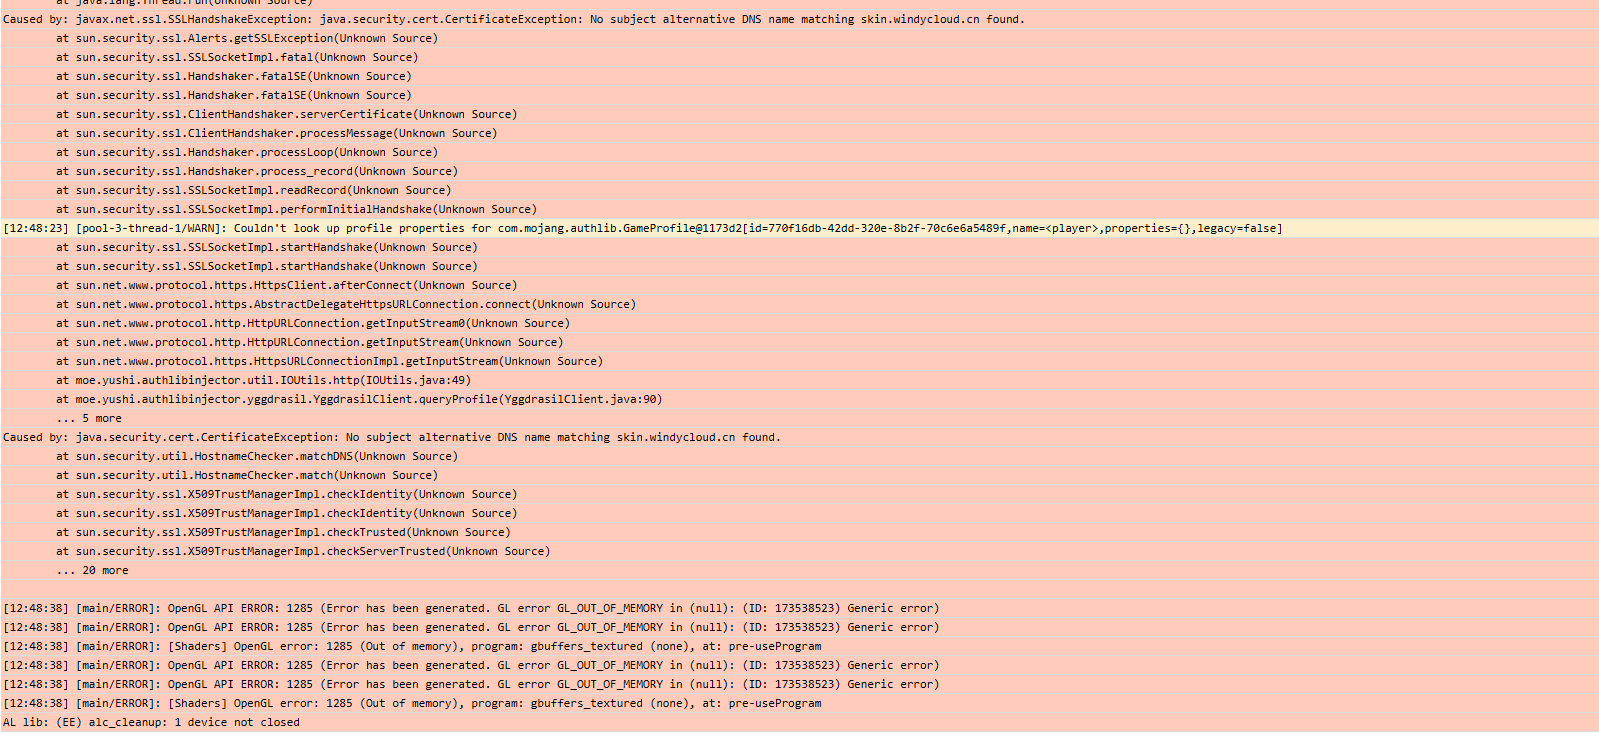 at java.lang.Thread.run(Unknown Source)
Caused by: javax.net.ssl.SSLHandshakeException: java.security.cert.CertificateException: No subject alternative DNS name matching skin.windycloud.cn found.
at sun.security.ssl.Alerts.getSSLException(Unknown Source)
at sun.security.ssl.SSLSocketImpl.fatal(Unknown Source)
at sun.security.ssl.Handshaker.fatalSE(Unknown Source)
at sun.security.ssl.Handshaker.fatalSE(Unknown Source)
at sun.security.ssl.ClientHandshaker.serverCertificate(Unknown Source)
at sun.security.ssl.ClientHandshaker.processMessage(Unknown Source)
at sun.security.ssl.Handshaker.processLoop(Unknown Source)
at sun.security.ssl.Handshaker.process_record(Unknown Source)
at sun.security.ssl.SSLSocketImpl.readRecord(Unknown Source)
at sun.security.ssl.SSLSocketImpl.performInitialHandshake(Unknown Source)
[12:48:23] [pool-3-thread-1/WARN]: Couldn't look up profile properties for com.mojang.authlib.GameProfile@1173d2[id=770f16db-42dd-320e-8b2f-70c6e6a5489f,name=<player>,properties={},legacy=false]
at sun.security.ssl.SSLSocketImpl.startHandshake(Unknown Source)
at sun.security.ssl.SSLSocketImpl.startHandshake(Unknown Source)
at sun.net.www.protocol.https.HttpsClient.afterConnect(Unknown Source)
at sun.net.www.protocol.https.AbstractDelegateHttpsURLConnection.connect(Unknown Source)
at sun.net.www.protocol.http.HttpURLConnection.getInputStream0(Unknown Source)
at sun.net.www.protocol.http.HttpURLConnection.getInputStream(Unknown Source)
at sun.net.www.protocol.https.HttpsURLConnectionImpl.getInputStream(Unknown Source)
at moe.yushi.authlibinjector.util.IOUtils.http(IOUtils.java:49)
at moe.yushi.authlibinjector.yggdrasil.YggdrasilClient.queryProfile(YggdrasilClient.java:90)
... 5 more
Caused by: java.security.cert.CertificateException: No subject alternative DNS name matching skin.windycloud.cn found.
at sun.security.util.HostnameChecker.matchDNS(Unknown Source)
at sun.security.util.HostnameChecker.match(Unknown Source)
at sun.security.ssl.X509TrustManagerImpl.checkIdentity(Unknown Source)
at sun.security.ssl.X509TrustManagerImpl.checkIdentity(Unknown Source)
at sun.security.ssl.X509TrustManagerImpl.checkTrusted(Unknown Source)
at sun.security.ssl.X509TrustManagerImpl.checkServerTrusted(Unknown Source)
... 20 more
[12:48:38] [main/ERROR]: OpenGL API ERROR: 1285 (Error has been generated. GL error GL_OUT_OF_MEMORY in (null): (ID: 173538523) Generic error)
[12:48:38] [main/ERROR]: OpenGL API ERROR: 1285 (Error has been generated. GL error GL_OUT_OF_MEMORY in (null): (ID: 173538523) Generic error)
[12:48:38] [main/ERROR]: [Shaders] OpenGL error: 1285 (Out of memory), program: gbuffers_textured (none), at: pre-useProgram
[12:48:38] [main/ERROR]: OpenGL API ERROR: 1285 (Error has been generated. GL error GL_OUT_OF_MEMORY in (null): (ID: 173538523) Generic error)
[12:48:38] [main/ERROR]: OpenGL API ERROR: 1285 (Error has been generated. GL error GL_OUT_OF_MEMORY in (null): (ID: 173538523) Generic error)
[12:48:38] [main/ERROR]: [Shaders] OpenGL error: 1285 (Out of memory), program: gbuffers_textured (none), at: pre-useProgram
AL lib: (EE) alc_cleanup: 1 device not closed